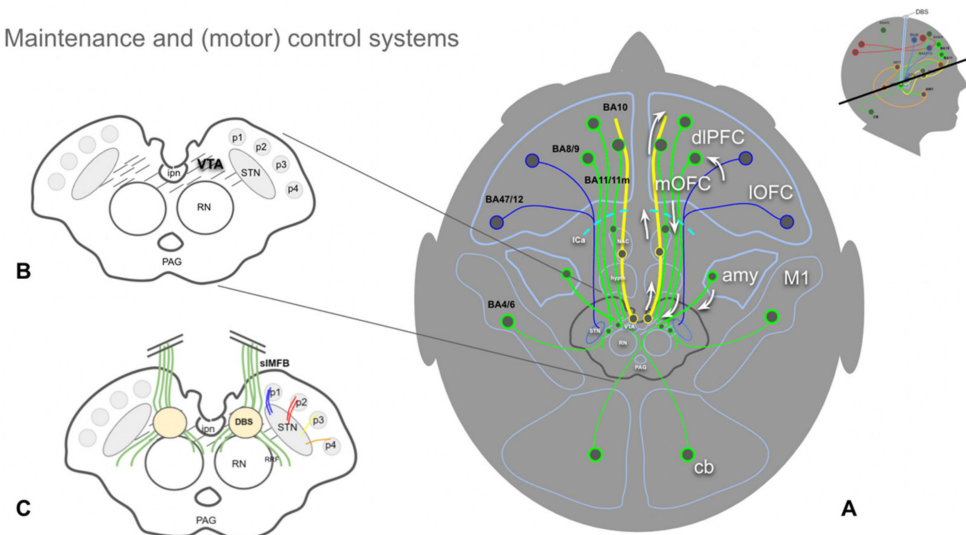 Maintenance and (motor) control systems
DBS
p1
p2
p3
p4
VTA
ipn
STN
RN
PAG
B
slMFB
p1
p2
p3
p4
STN
ipn
DBS
RN
RRF
PAG
C
BA10
BA8/9
BA11/11m
BA47/12
ICa
BA4/6
dlPFC
mOFC
lOFC
NAC
hypth
amy
M1
STN
VTA
RN
PAG
cb
A